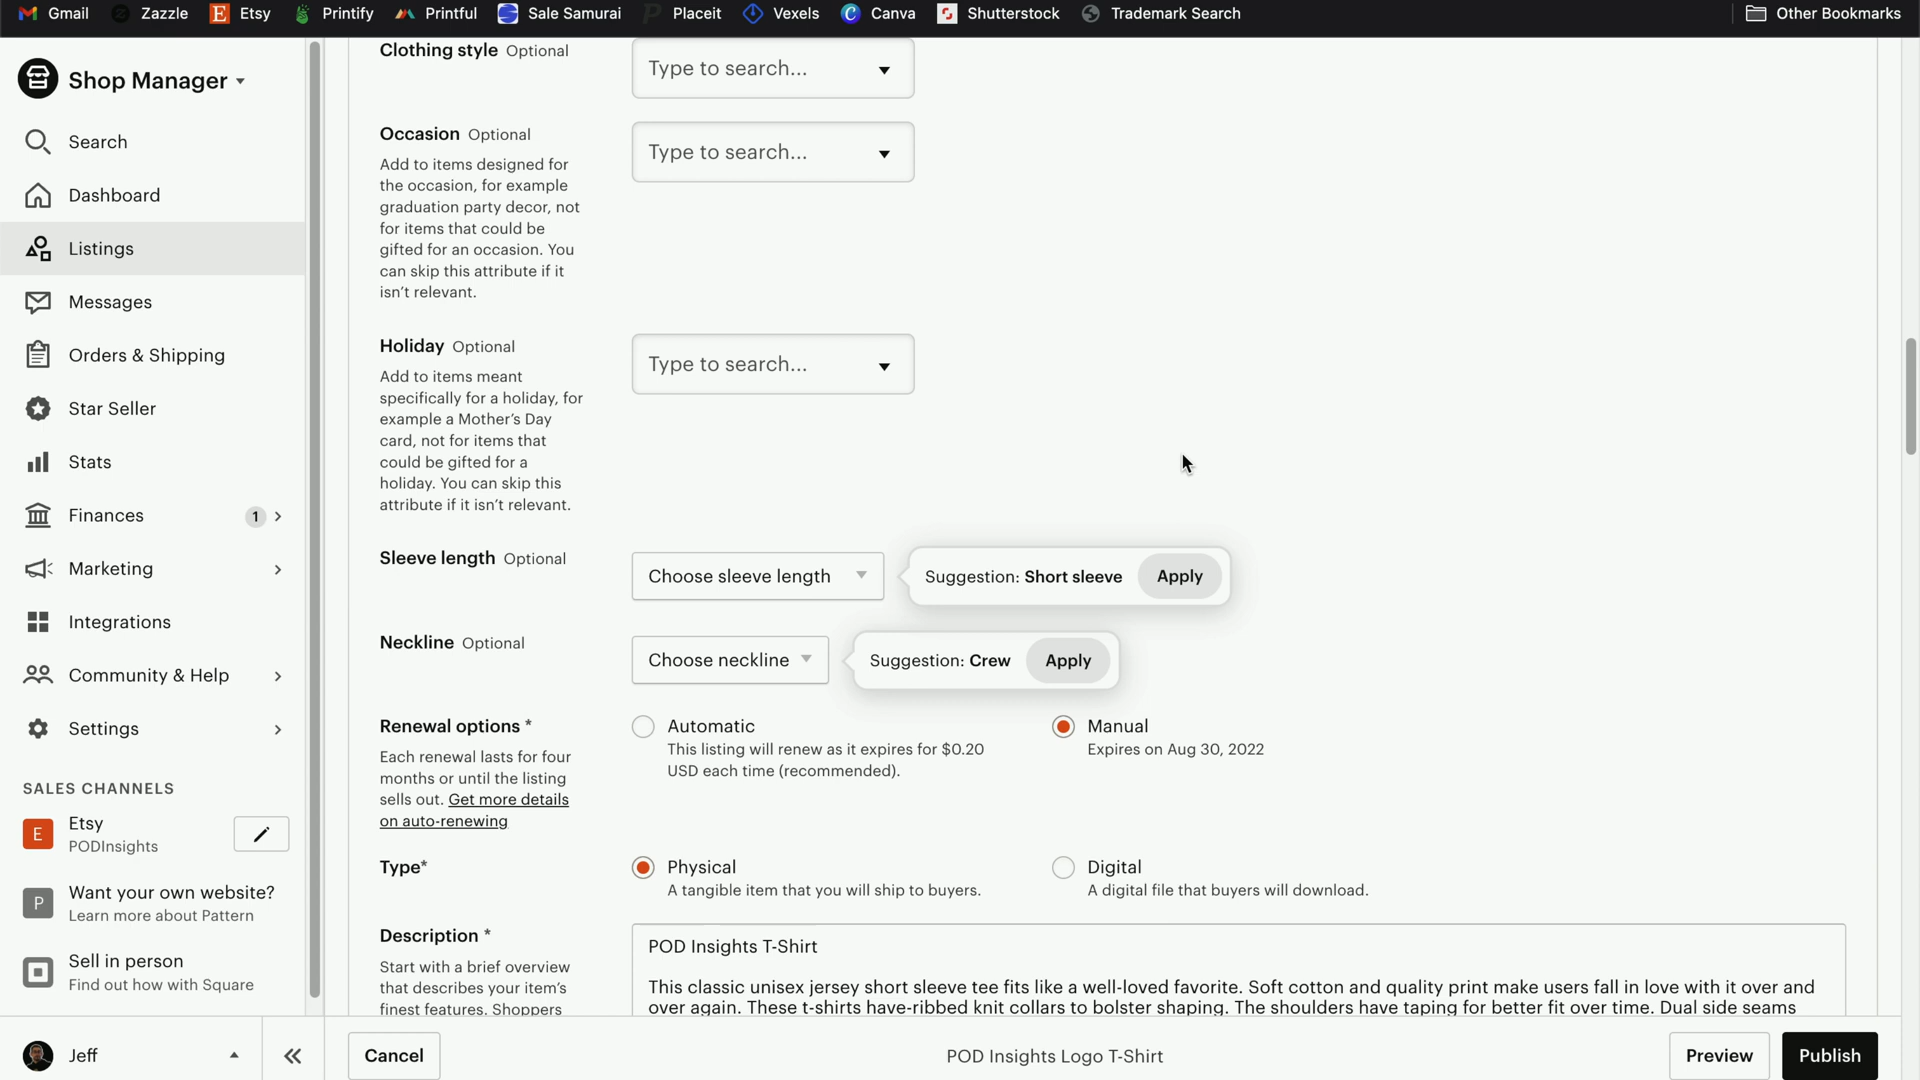 Gmail Zazzle Etsy Printify Printful Sale Samurai Placeit Vexels Canva Shutterstock Trademark Search Other Bookmarks
Shop Manager
Search
Dashboard
Listings
Messages
Orders & Shipping
Star Seller
Stats
Finances 1
Marketing
Integrations
Community & Help
Settings
SALES CHANNELS
E Etsy
PODInsights
P Want your own website?
Learn more about Pattern
Sell in person
Find out how with Square
Jeff
Clothing style Optional
Type to search...
Occasion Optional
Type to search...
Add to items designed for
the occasion, for example
graduation party decor, not
for items that could be
gifted for an occasion. You
can skip this attribute if it
isn't relevant.
Holiday Optional
Type to search...
Add to items meant
specifically for a holiday, for
example a Mother's Day
card, not for items that
could be gifted for a
holiday. You can skip this
attribute if it isn't relevant.
Sleeve length Optional
Choose sleeve length
Suggestion: Short sleeve Apply
Neckline Optional
Choose neckline
Suggestion: Crew Apply
Renewal options *
Each renewal lasts for four
months or until the listing
sells out. Get more details
on auto-renewing
Automatic
This listing will renew as it expires for $0.20
USD each time (recommended).
Manual
Expires on Aug 30, 2022
Type*
Physical
A tangible item that you will ship to buyers.
Digital
A digital file that buyers will download.
Description *
Start with a brief overview
that describes your item's
finest features. Shoppers
POD Insights T-Shirt
This classic unisex jersey short sleeve tee fits like a well-loved favorite. Soft cotton and quality print make users fall in love with it over and
over again. These t-shirts have-ribbed knit collars to bolster shaping. The shoulders have taping for better fit over time. Dual side seams
Cancel
POD Insights Logo T-Shirt
Preview
Publish